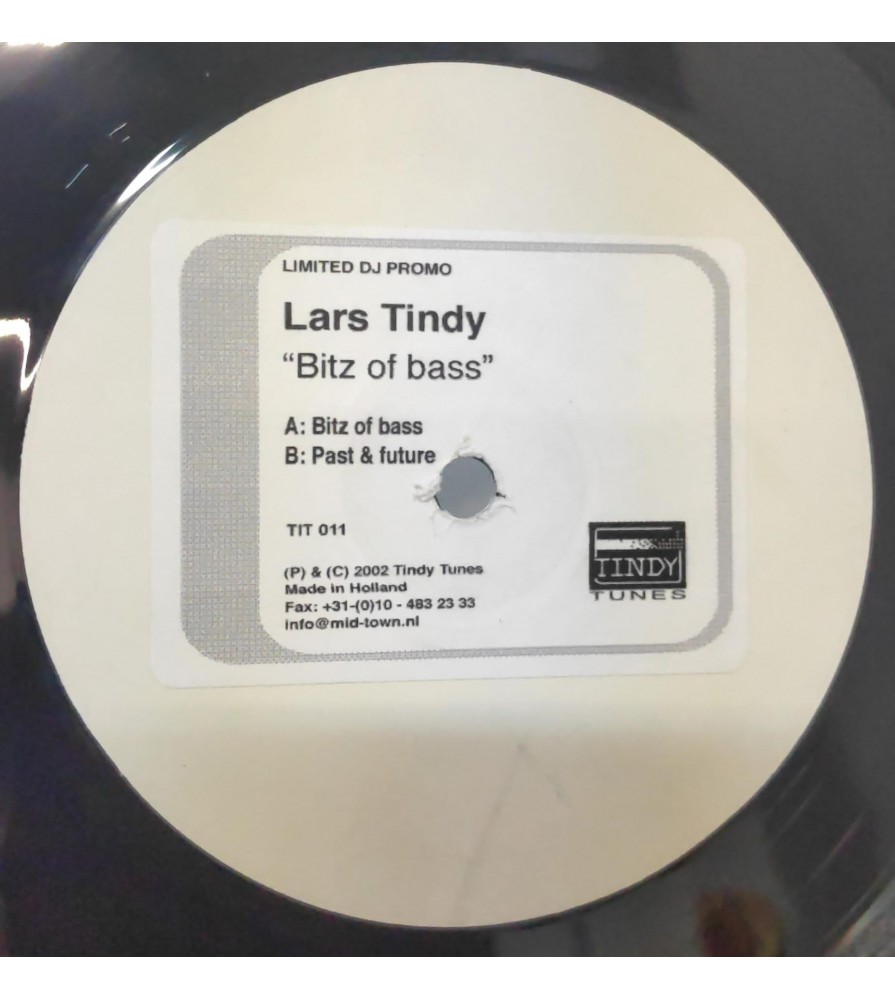 LIMITED DJ PROMO
Lars Tindy
“Bitz of bass”
A: Bitz of bass
B: Past & future
TIT 011
(P) & (C) 2002 Tindy Tunes
Made in Holland
Fax: +31-(0)10 - 483 23 33
info@mid-town.nl
TINDY
TUNES